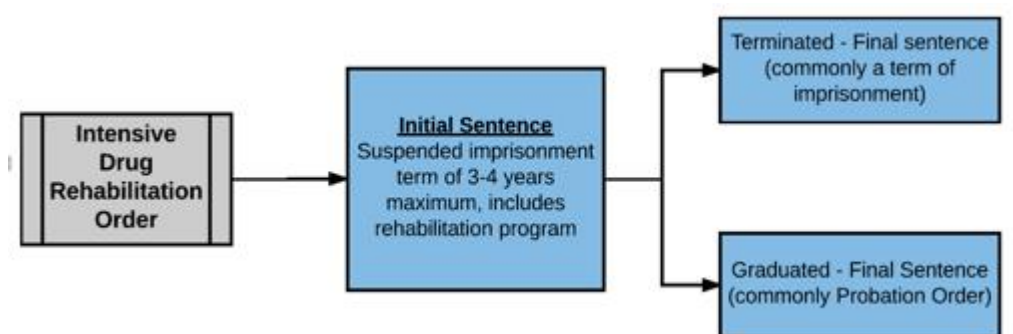 Intensive
Drug
Rehabilitation
Order
Initial Sentence
Suspended imprisonment
term of 3-4 years
maximum, includes
rehabilitation program
Terminated - Final sentence
(commonly a term of
imprisonment)
Graduated - Final Sentence
(commonly Probation Order)